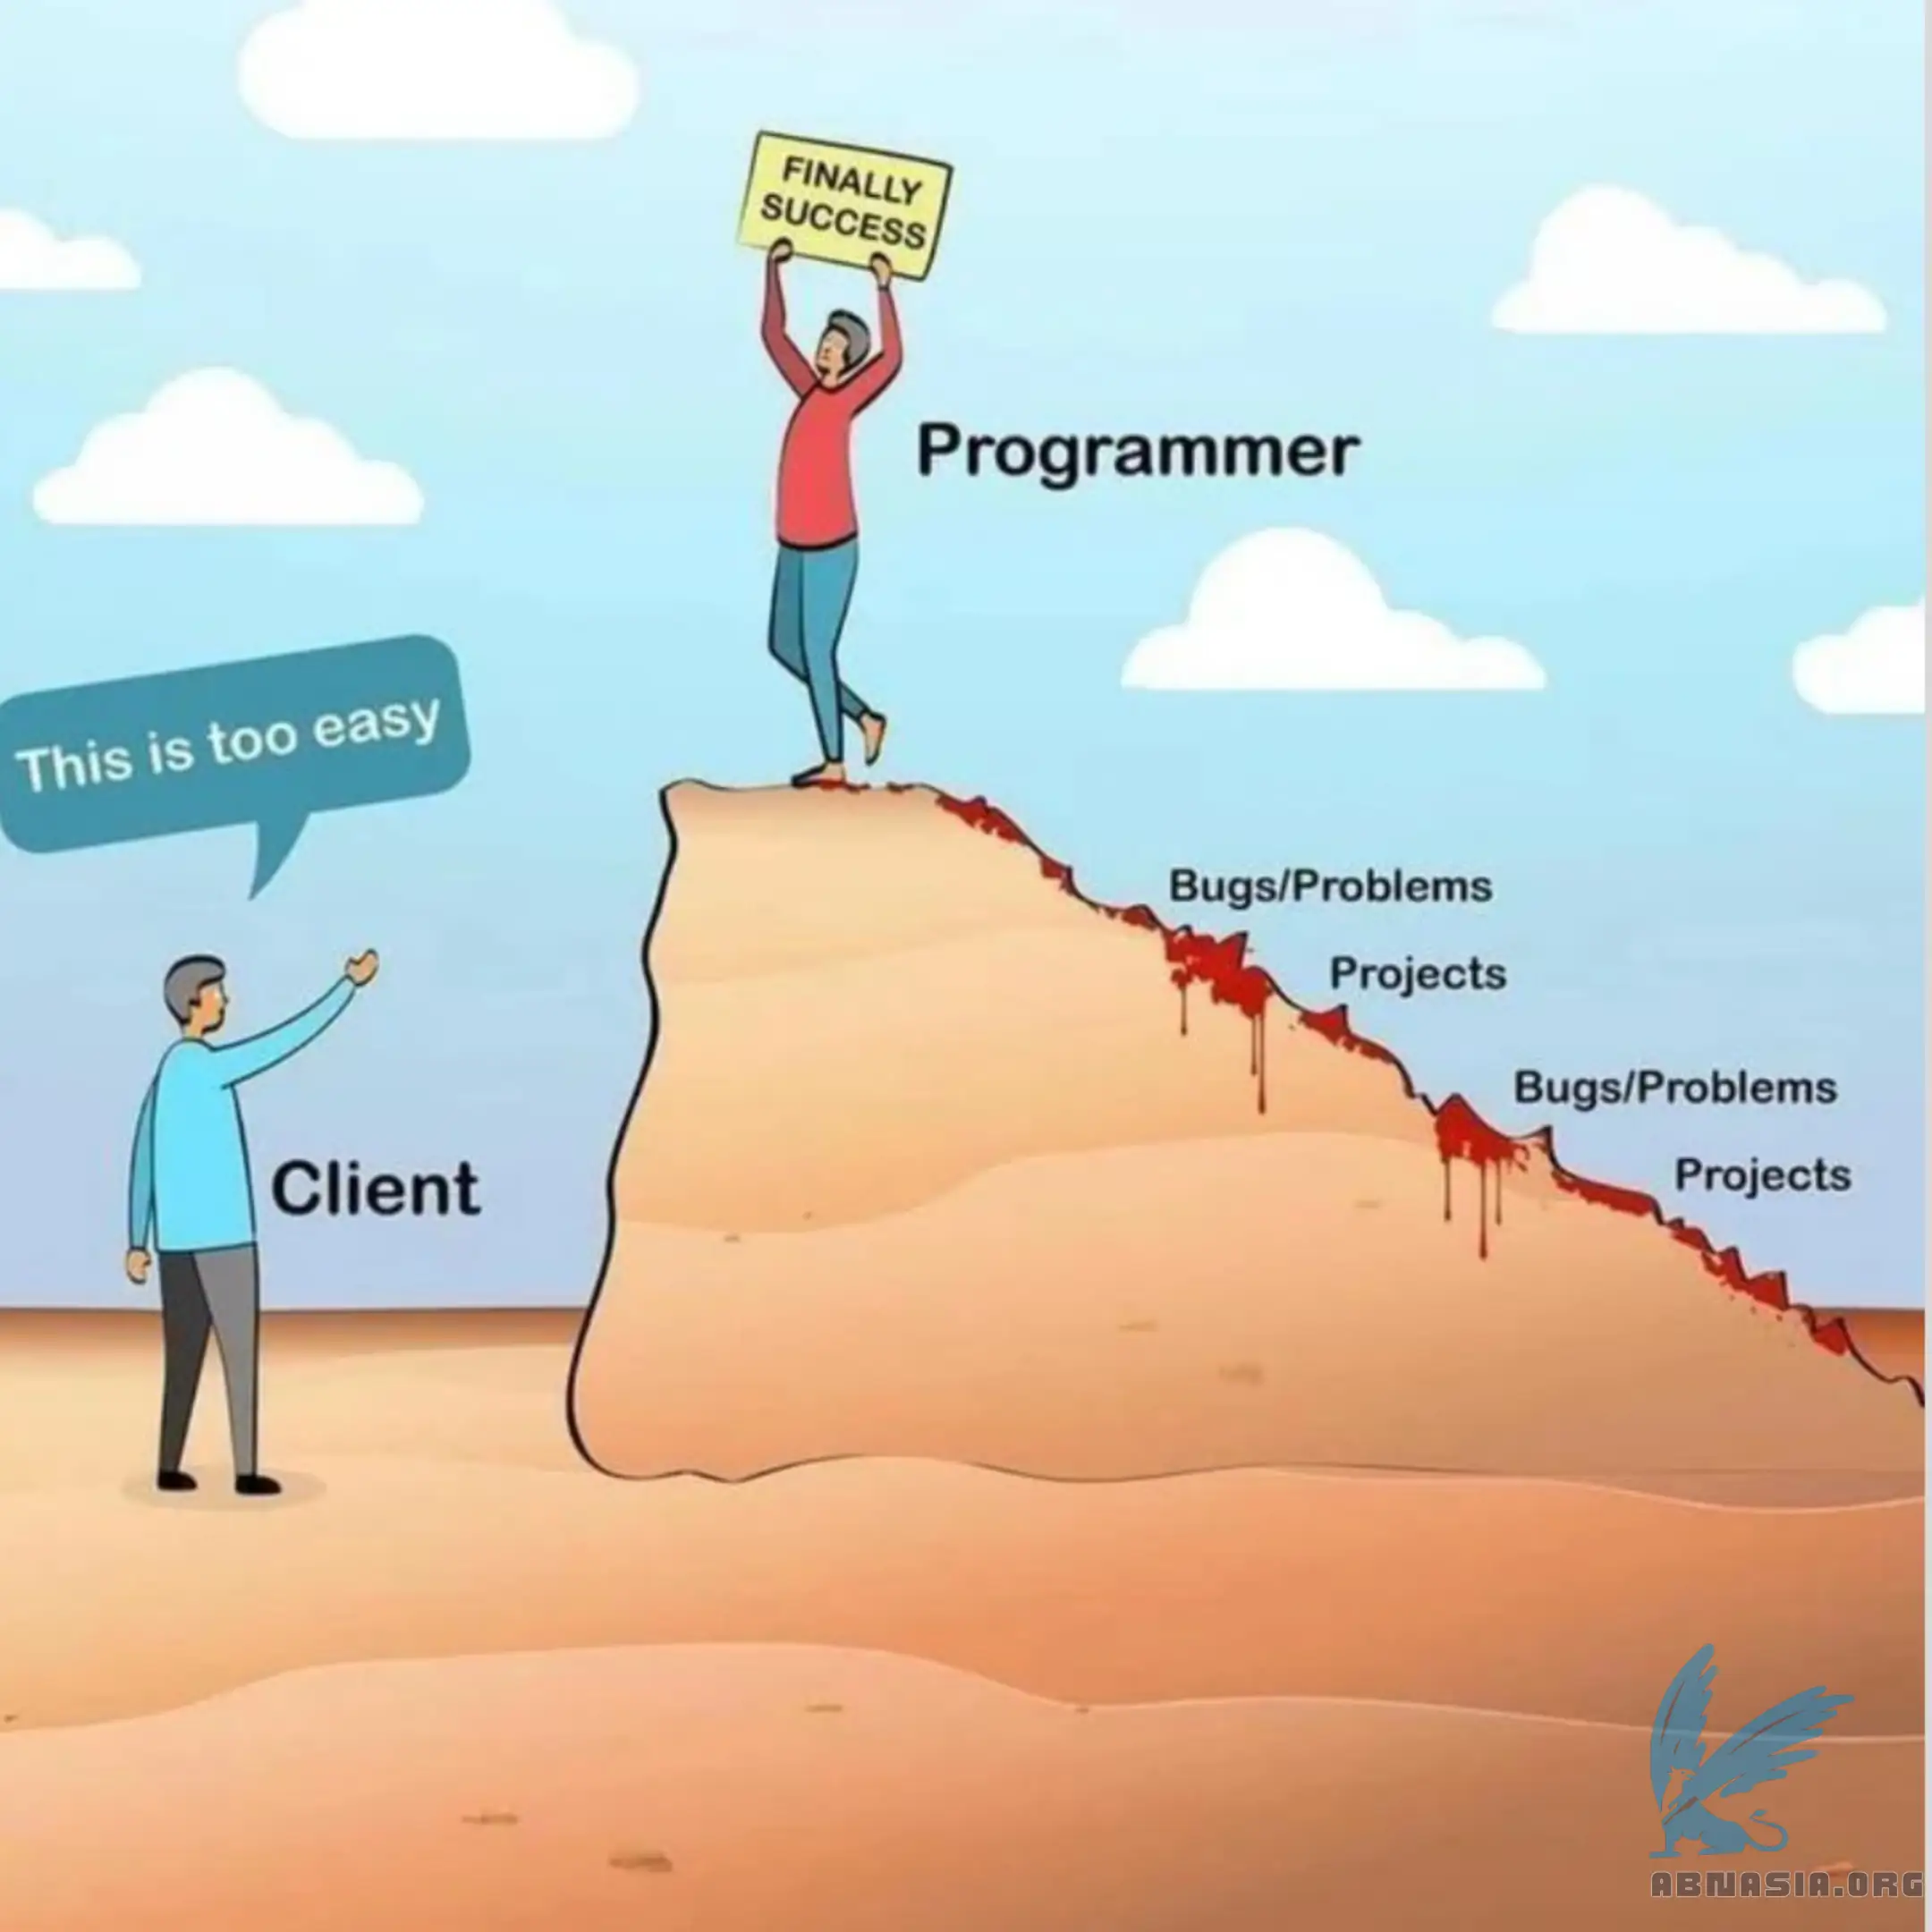 FINALLY
SUCCESS
Programmer
This is too easy
Bugs/Problems
Projects
Bugs/Problems
Client
Projects
ABNASIA.ORG